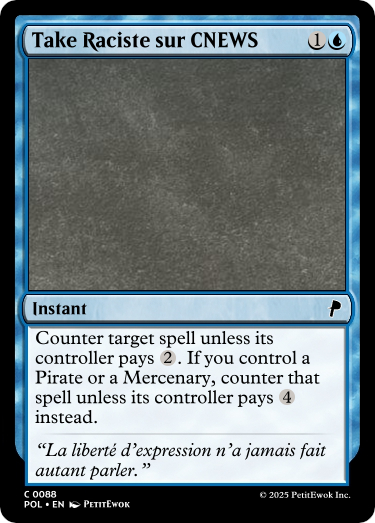 Take Raciste sur CNEWS 1
Instant
Counter target spell unless its
controller pays 2. If you control a
Pirate or a Mercenary, counter that
spell unless its controller pays 4
instead.
“La liberté d’expression n’a jamais fait
autant parler.”
C 0088
POL • EN PetitEwok
© 2025 PetitEwok Inc.